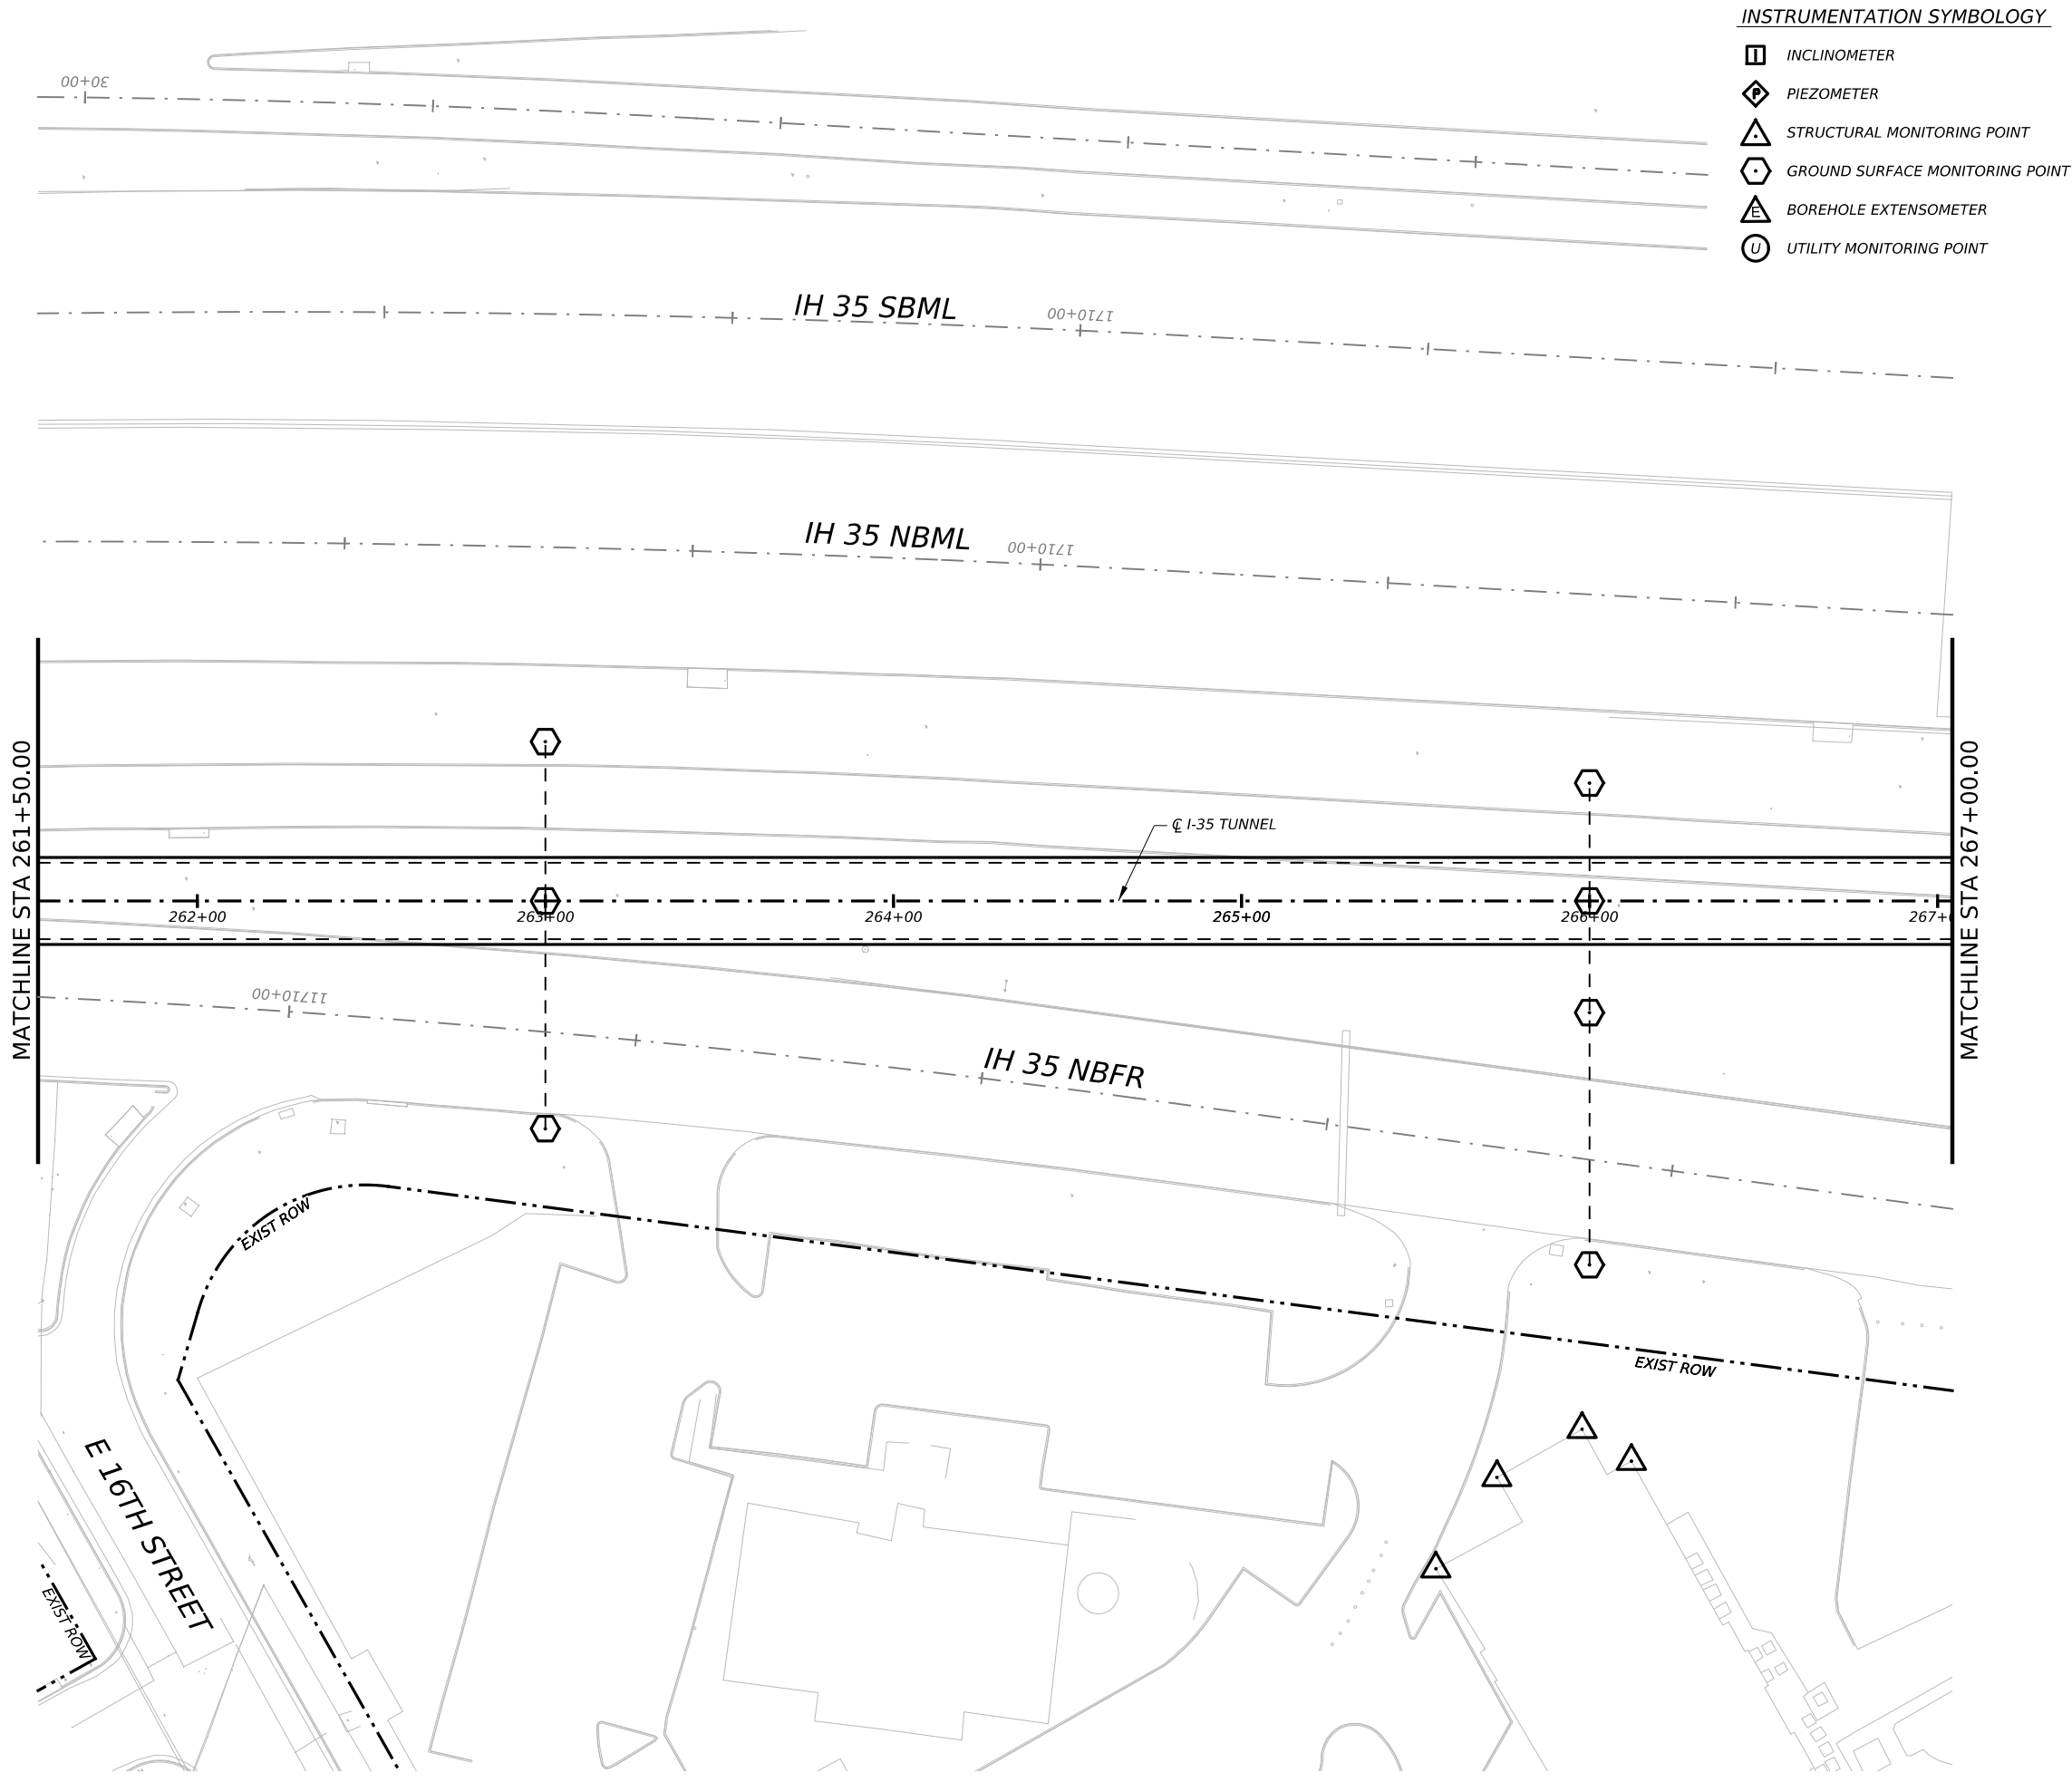 INSTRUMENTATION SYMBOLOGY
I INCLINOMETER
P PIEZOMETER
STRUCTURAL MONITORING POINT
GROUND SURFACE MONITORING POINT
E BOREHOLE EXTENSOMETER
U UTILITY MONITORING POINT
30+00
IH 35 SBML
1710+00
IH 35 NBML
1710+00
MATCHLINE STA 261+50.00
MATCHLINE STA 267+00.00
℄ I-35 TUNNEL
262+00
263+00
264+00
265+00
266+00
267+0
11710+00
IH 35 NBFR
EXIST ROW
EXIST ROW
E 16TH STREET
EXIST ROW